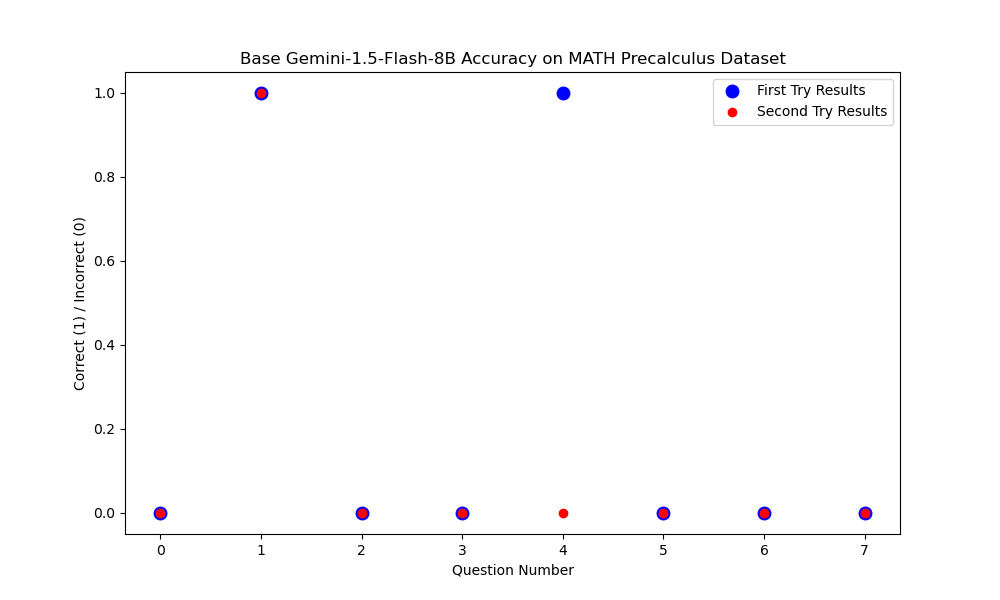 Base Gemini-1.5-Flash-8B Accuracy on MATH Precalculus Dataset
First Try Results
Second Try Results
Correct (1) / Incorrect (0)
1.0
0.8
0.6
0.4
0.2
0.0
0 1 2 3 4 5 6 7
Question Number